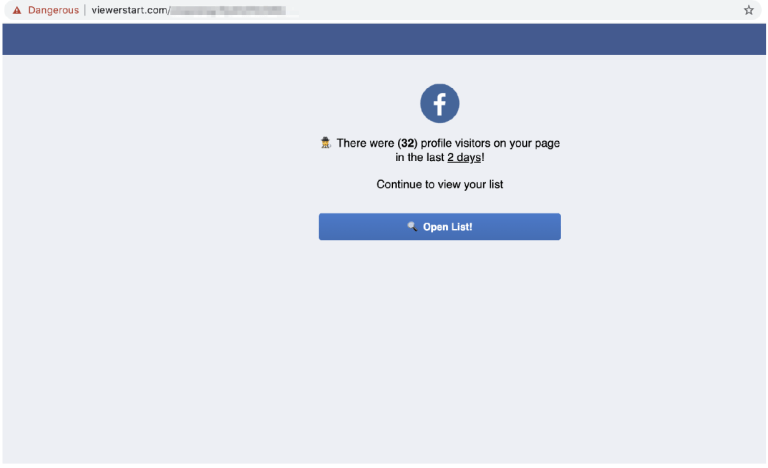 Dangerous | viewerstart.com/
f
There were (32) profile visitors on your page
in the last 2 days!
Continue to view your list
Open List!